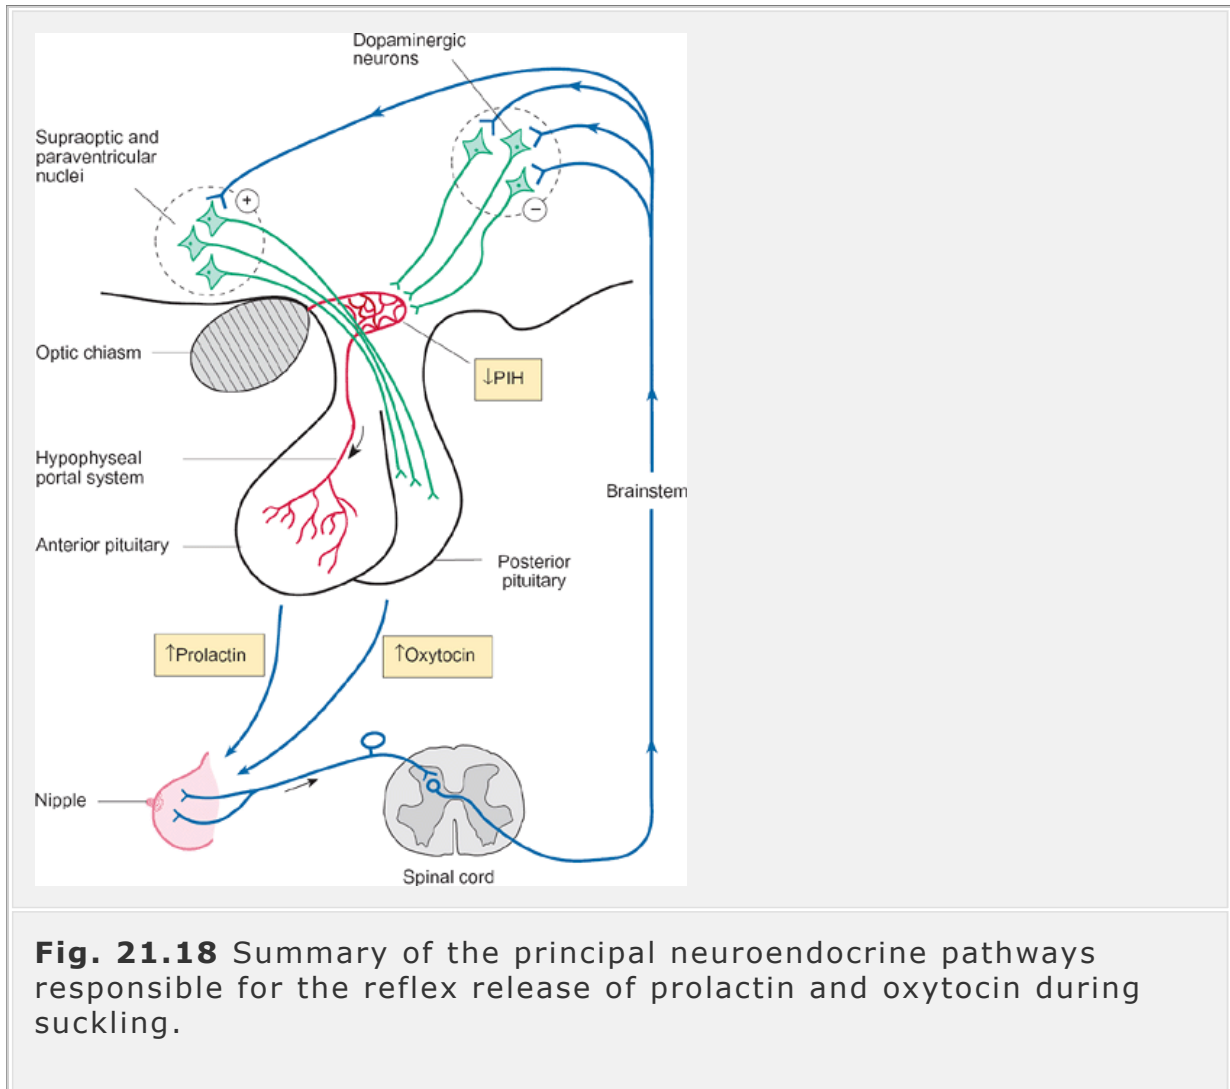 Dopaminergic
neurons
Supraoptic and
paraventricular
nuclei
+
−
Optic chiasm
↓PIH
Hypophyseal
portal system
Brainstem
Anterior pituitary
Posterior
pituitary
↑Prolactin
↑Oxytocin
Nipple
Spinal cord
Fig. 21.18 Summary of the principal neuroendocrine pathways
responsible for the reflex release of prolactin and oxytocin during
suckling.